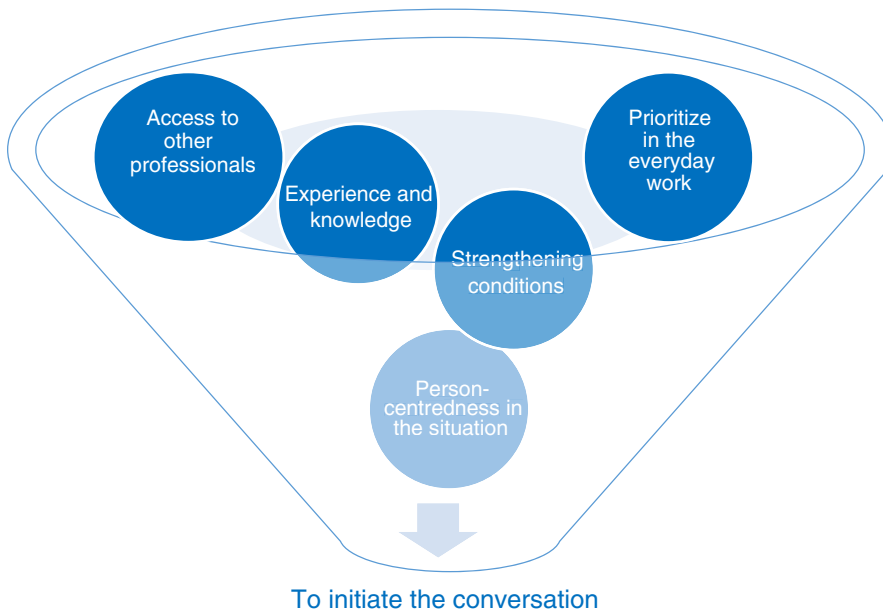 Access to
other
professionals
Experience and
knowledge
Prioritize
in the
everyday
work
Strengthening
conditions
Person-
centredness in
the situation
To initiate the conversation